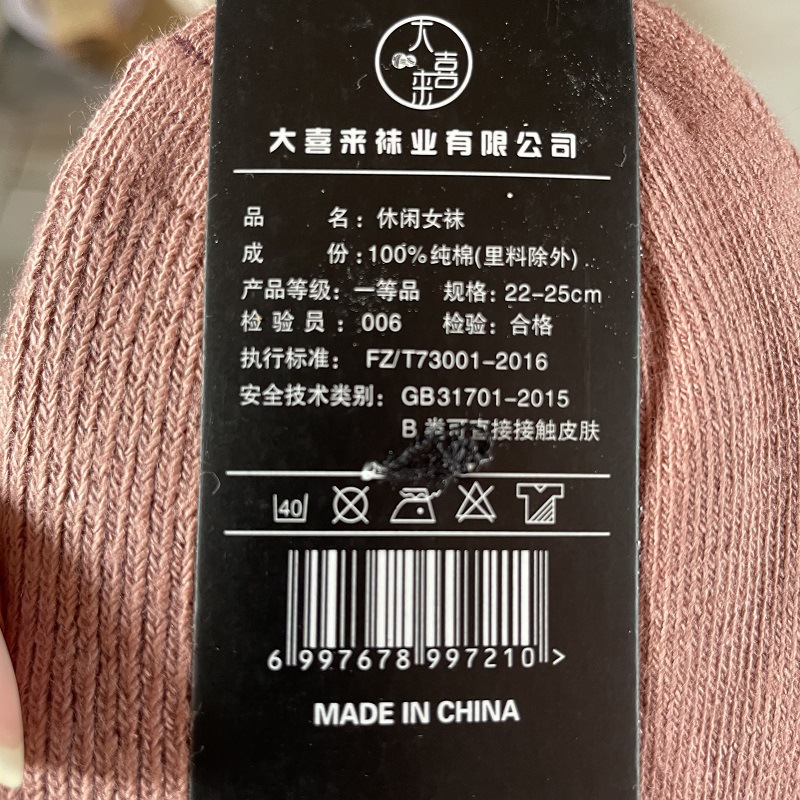 大喜来
大喜来袜业有限公司
品 名：休闲女袜
成 份：100%纯棉(里料除外)
产品等级：一等品 规格：22-25cm
检验员：006 检验：合格
执行标准： FZ/T73001-2016
安全技术类别： GB31701-2015
B 类可直接接触皮肤
40
6 997678 997210 >
MADE IN CHINA